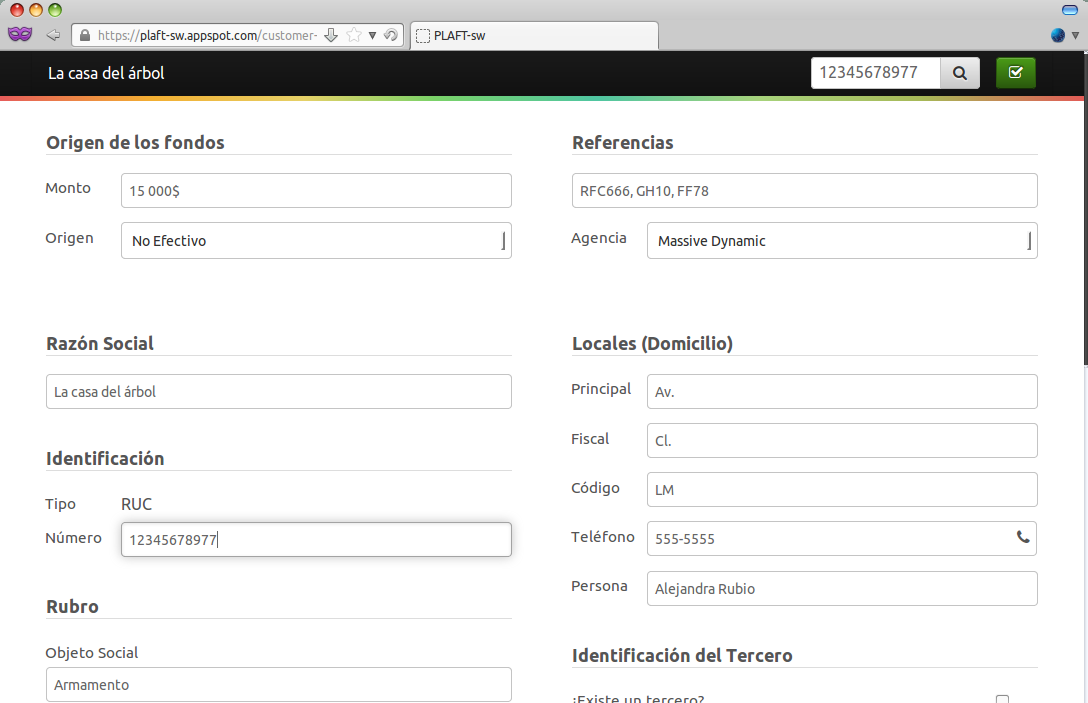 https://plaft-sw.appspot.com/customer-
PLAFT-sw
La casa del árbol
12345678977
Origen de los fondos
Monto
15 000$
Origen
No Efectivo
Referencias
RFC666, GH10, FF78
Agencia
Massive Dynamic
Razón Social
La casa del árbol
Identificación
Tipo
RUC
Número
12345678977
Rubro
Objeto Social
Armamento
Locales (Domicilio)
Principal
Av.
Fiscal
Cl.
Código
LM
Teléfono
555-5555
Persona
Alejandra Rubio
Identificación del Tercero
¿Existe un tercero?